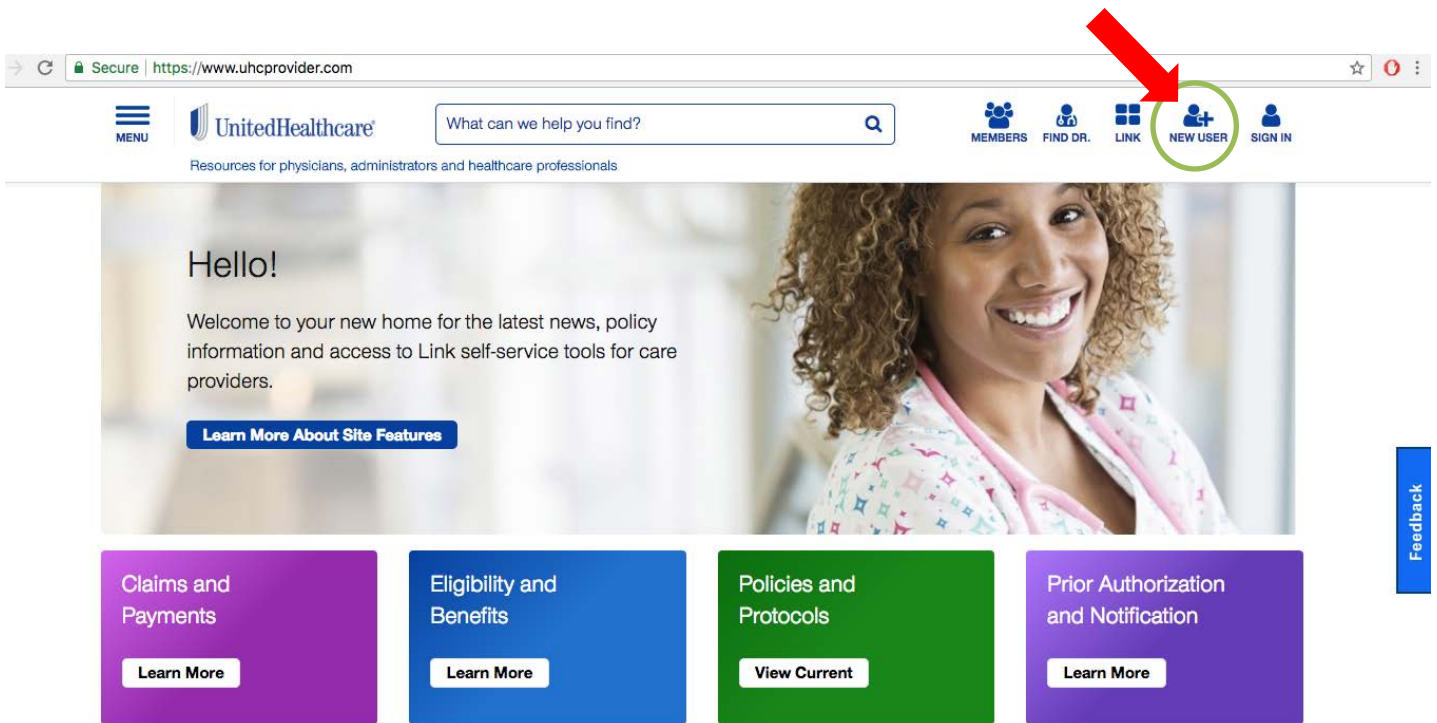 Secure | https://www.uhcprovider.com
MENU
UnitedHealthcare®
What can we help you find?
MEMBERS
FIND DR.
LINK
NEW USER
SIGN IN
Resources for physicians, administrators and healthcare professionals
Hello!
Welcome to your new home for the latest news, policy
information and access to Link self-service tools for care
providers.
Learn More About Site Features
Feedback
Claims and
Payments
Learn More
Eligibility and
Benefits
Learn More
Policies and
Protocols
View Current
Prior Authorization
and Notification
Learn More